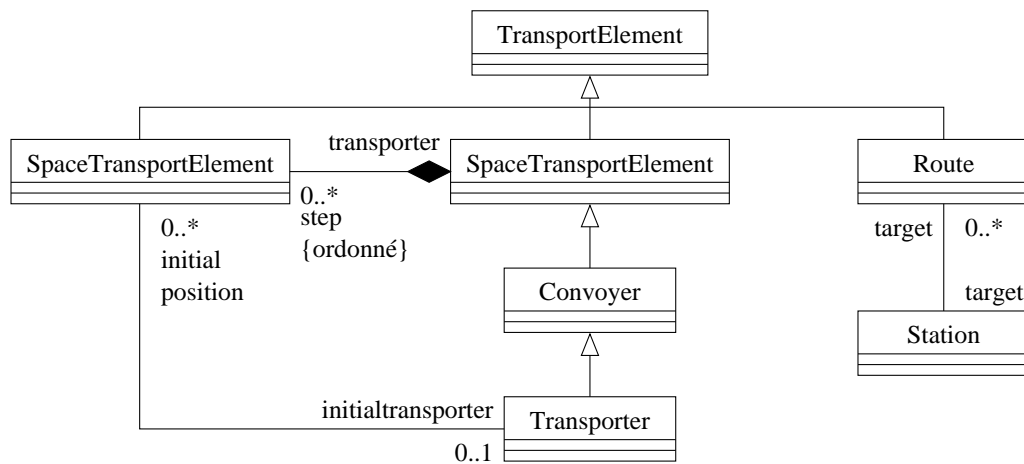 TransportElement
transporter
SpaceTransportElement
SpaceTransportElement
Route
0..*
step
{ordonné}
0..*
initial
position
target
0..*
Convoyer
target
Station
initialtransporter
Transporter
0..1